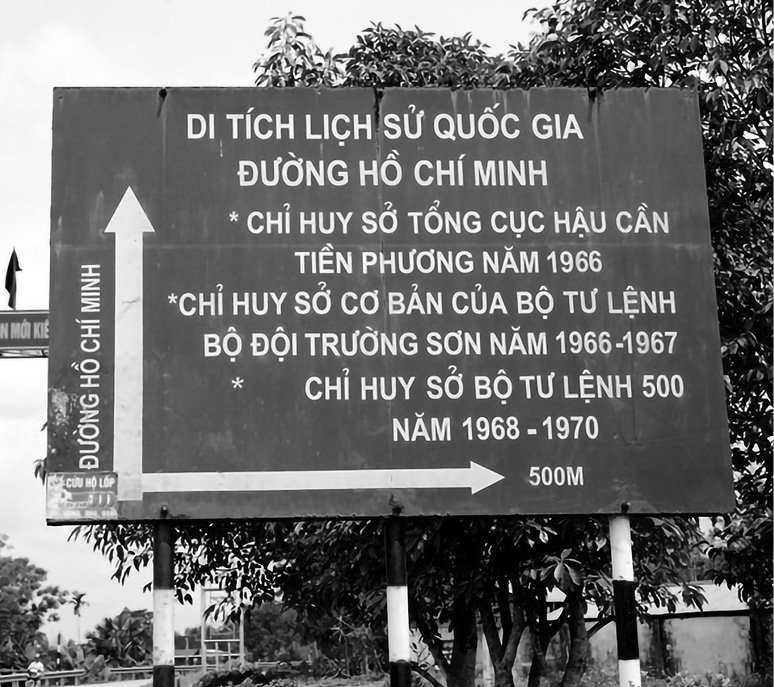 DI TÍCH LỊCH SỬ QUỐC GIA
ĐƯỜNG HỒ CHÍ MINH
* CHỈ HUY SỞ TỔNG CỤC HẬU CẦN
TIỀN PHƯƠNG NĂM 1966
*CHỈ HUY SỞ CƠ BẢN CỦA BỘ TƯ LỆNH
BỘ ĐỘI TRƯỜNG SƠN NĂM 1966-1967
* CHỈ HUY SỞ BỘ TƯ LỆNH 500
NĂM 1968 - 1970
500M
ĐƯỜNG HỒ CHÍ MINH
CỨU HỘ LỐP
MỚI